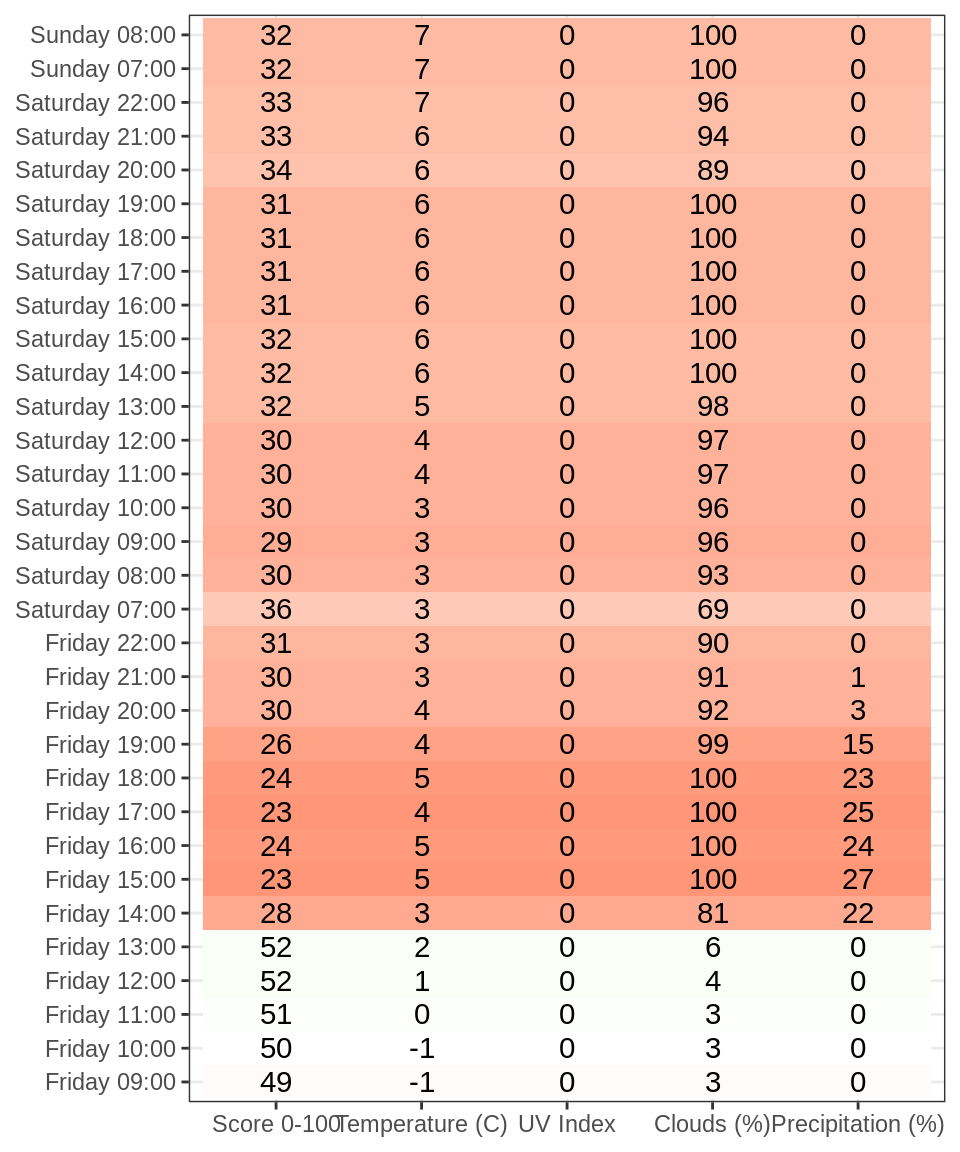 Sunday 08:00 32 7 0 100 0
Sunday 07:00 32 7 0 100 0
Saturday 22:00 33 7 0 96 0
Saturday 21:00 33 6 0 94 0
Saturday 20:00 34 6 0 89 0
Saturday 19:00 31 6 0 100 0
Saturday 18:00 31 6 0 100 0
Saturday 17:00 31 6 0 100 0
Saturday 16:00 31 6 0 100 0
Saturday 15:00 32 6 0 100 0
Saturday 14:00 32 6 0 100 0
Saturday 13:00 32 5 0 98 0
Saturday 12:00 30 4 0 97 0
Saturday 11:00 30 4 0 97 0
Saturday 10:00 30 3 0 96 0
Saturday 09:00 29 3 0 96 0
Saturday 08:00 30 3 0 93 0
Saturday 07:00 36 3 0 69 0
Friday 22:00 31 3 0 90 0
Friday 21:00 30 3 0 91 1
Friday 20:00 30 4 0 92 3
Friday 19:00 26 4 0 99 15
Friday 18:00 24 5 0 100 23
Friday 17:00 23 4 0 100 25
Friday 16:00 24 5 0 100 24
Friday 15:00 23 5 0 100 27
Friday 14:00 28 3 0 81 22
Friday 13:00 52 2 0 6 0
Friday 12:00 52 1 0 4 0
Friday 11:00 51 0 0 3 0
Friday 10:00 50 -1 0 3 0
Friday 09:00 49 -1 0 3 0
Score 0-100 Temperature (C) UV Index Clouds (%) Precipitation (%)